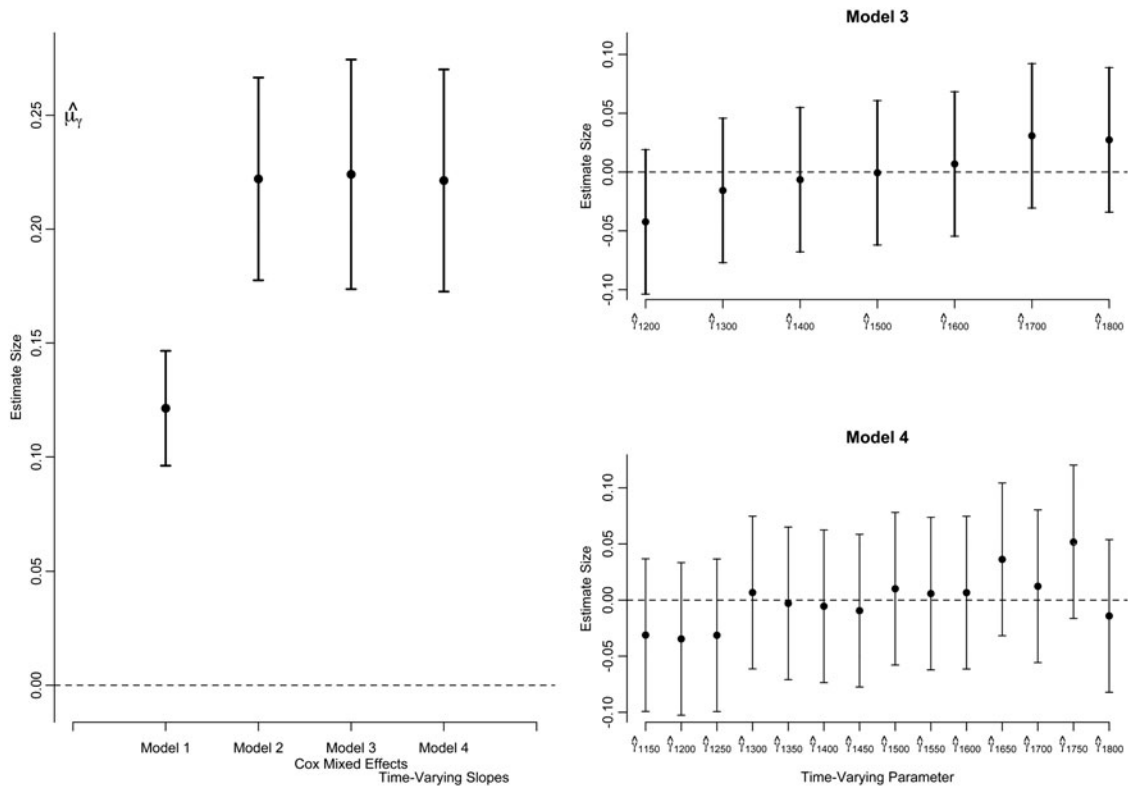 μ̂γ
Estimate Size
0.00
0.05
0.10
0.15
0.20
0.25
Model 1
Model 2
Model 3
Model 4
Cox Mixed Effects
Time-Varying Slopes
Model 3
Estimate Size
-0.10
-0.05
0.00
0.05
0.10
γ̂1200
γ̂1300
γ̂1400
γ̂1500
γ̂1600
γ̂1700
γ̂1800
Model 4
Estimate Size
-0.10
-0.05
0.00
0.05
0.10
γ̂1150
γ̂1200
γ̂1250
γ̂1300
γ̂1350
γ̂1400
γ̂1450
γ̂1500
γ̂1550
γ̂1600
γ̂1650
γ̂1700
γ̂1750
γ̂1800
Time-Varying Parameter